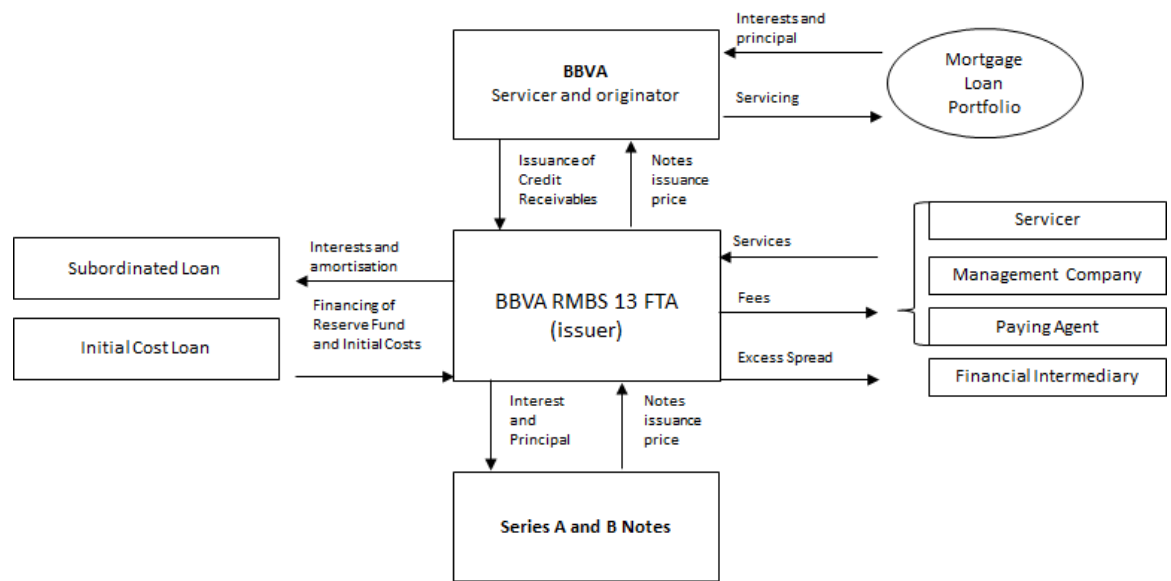 Interests and
principal
BBVA
Servicer and originator
Mortgage
Loan
Portfolio
Servicing
Issuance of
Credit
Receivables
Notes
issuance
price
Servicer
Subordinated Loan
Interests and
amortisation
Services
Management Company
BBVA RMBS 13 FTA
(issuer)
Fees
Financing of
Reserve Fund
and Initial Costs
Initial Cost Loan
Paying Agent
Excess Spread
Financial Intermediary
Interest
and
Principal
Notes
issuance
price
Series A and B Notes